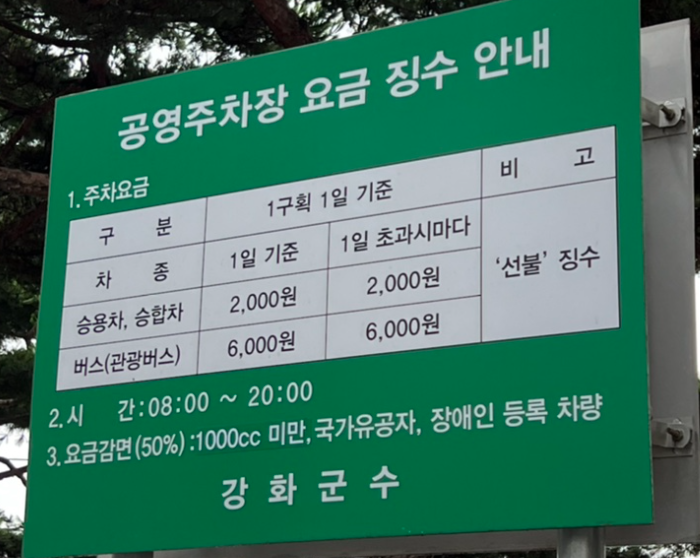 공영주차장 요금 징수 안내
1. 주차요금
구 분 1구획 1일 기준 비 고
차 종 1일 기준 1일 초과시마다 '선불' 징수
승용차, 승합차 2,000원 2,000원
버스(관광버스) 6,000원 6,000원
2. 시 간:08:00 ~ 20:00
3. 요금감면(50%):1000cc 미만, 국가유공자, 장애인 등록 차량
강 화 군 수